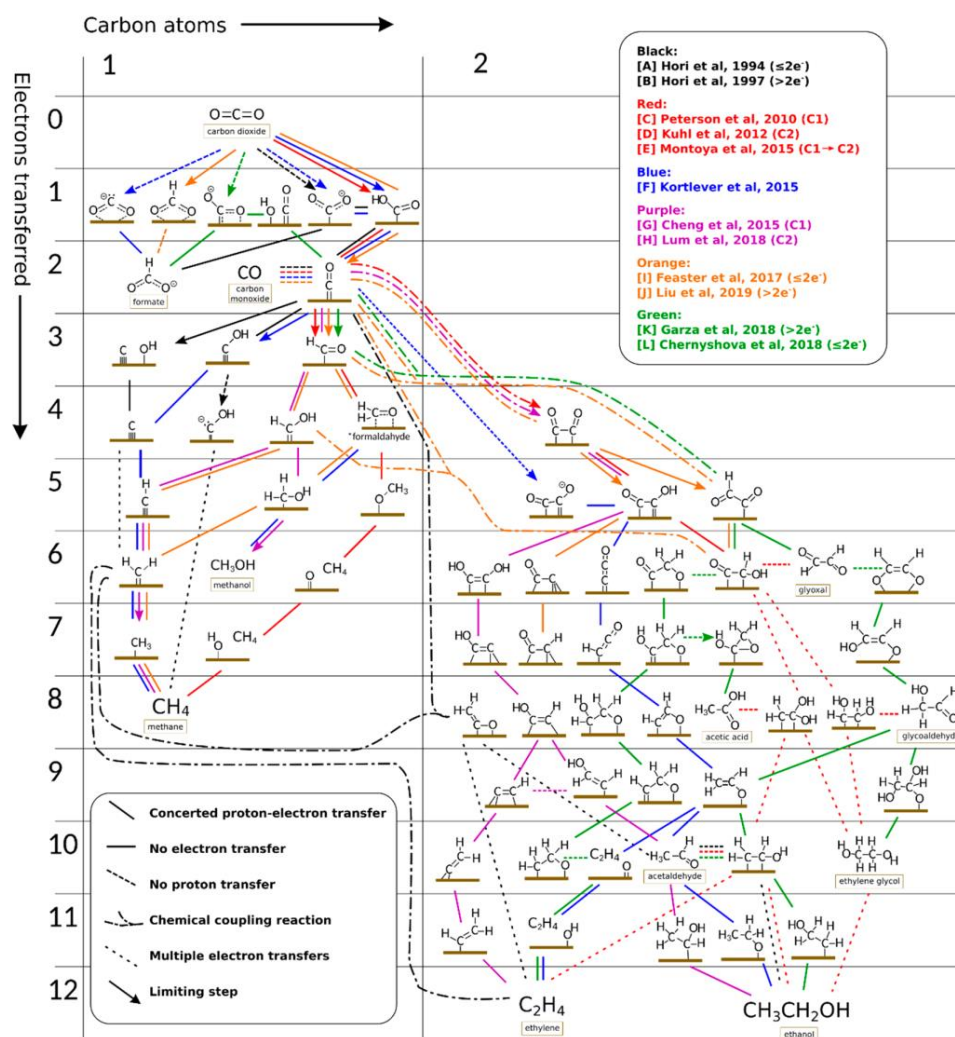 Carbon atoms
Electrons transferred
1
2
Black:
[A] Hori et al, 1994 (≤2e⁻)
[B] Hori et al, 1997 (>2e⁻)
Red:
[C] Peterson et al, 2010 (C1)
[D] Kuhl et al, 2012 (C2)
[E] Montoya et al, 2015 (C1→ C2)
Blue:
[F] Kortlever et al, 2015
Purple:
[G] Cheng et al, 2015 (C1)
[H] Lum et al, 2018 (C2)
Orange:
[I] Feaster et al, 2017 (≤2e⁻)
[J] Liu et al, 2019 (>2e⁻)
Green:
[K] Garza et al, 2018 (>2e⁻)
[L] Chernyshova et al, 2018 (≤2e⁻)
0
O=C=O
carbon dioxide
1
2
formate
CO
carbon monoxide
3
4
*formaldahyde
5
OCH₃
6
CH₃OH
methanol
CH₄
glyoxal
7
CH₄
CH₃
8
CH₄
methane
acetic acid
glycoaldehyde
9
10
C₂H₄
acetaldehyde
ethylene glycol
11
C₂H₄
12
C₂H₄
ethylene
CH₃CH₂OH
ethanol
Concerted proton-electron transfer
No electron transfer
No proton transfer
Chemical coupling reaction
Multiple electron transfers
Limiting step